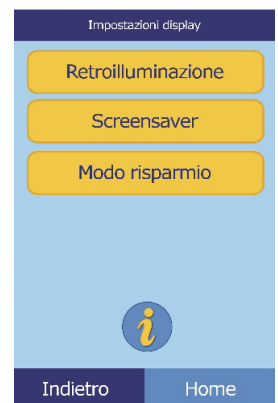 Impostazioni display
Retroilluminazione
Screensaver
Modo risparmio
i
Indietro
Home